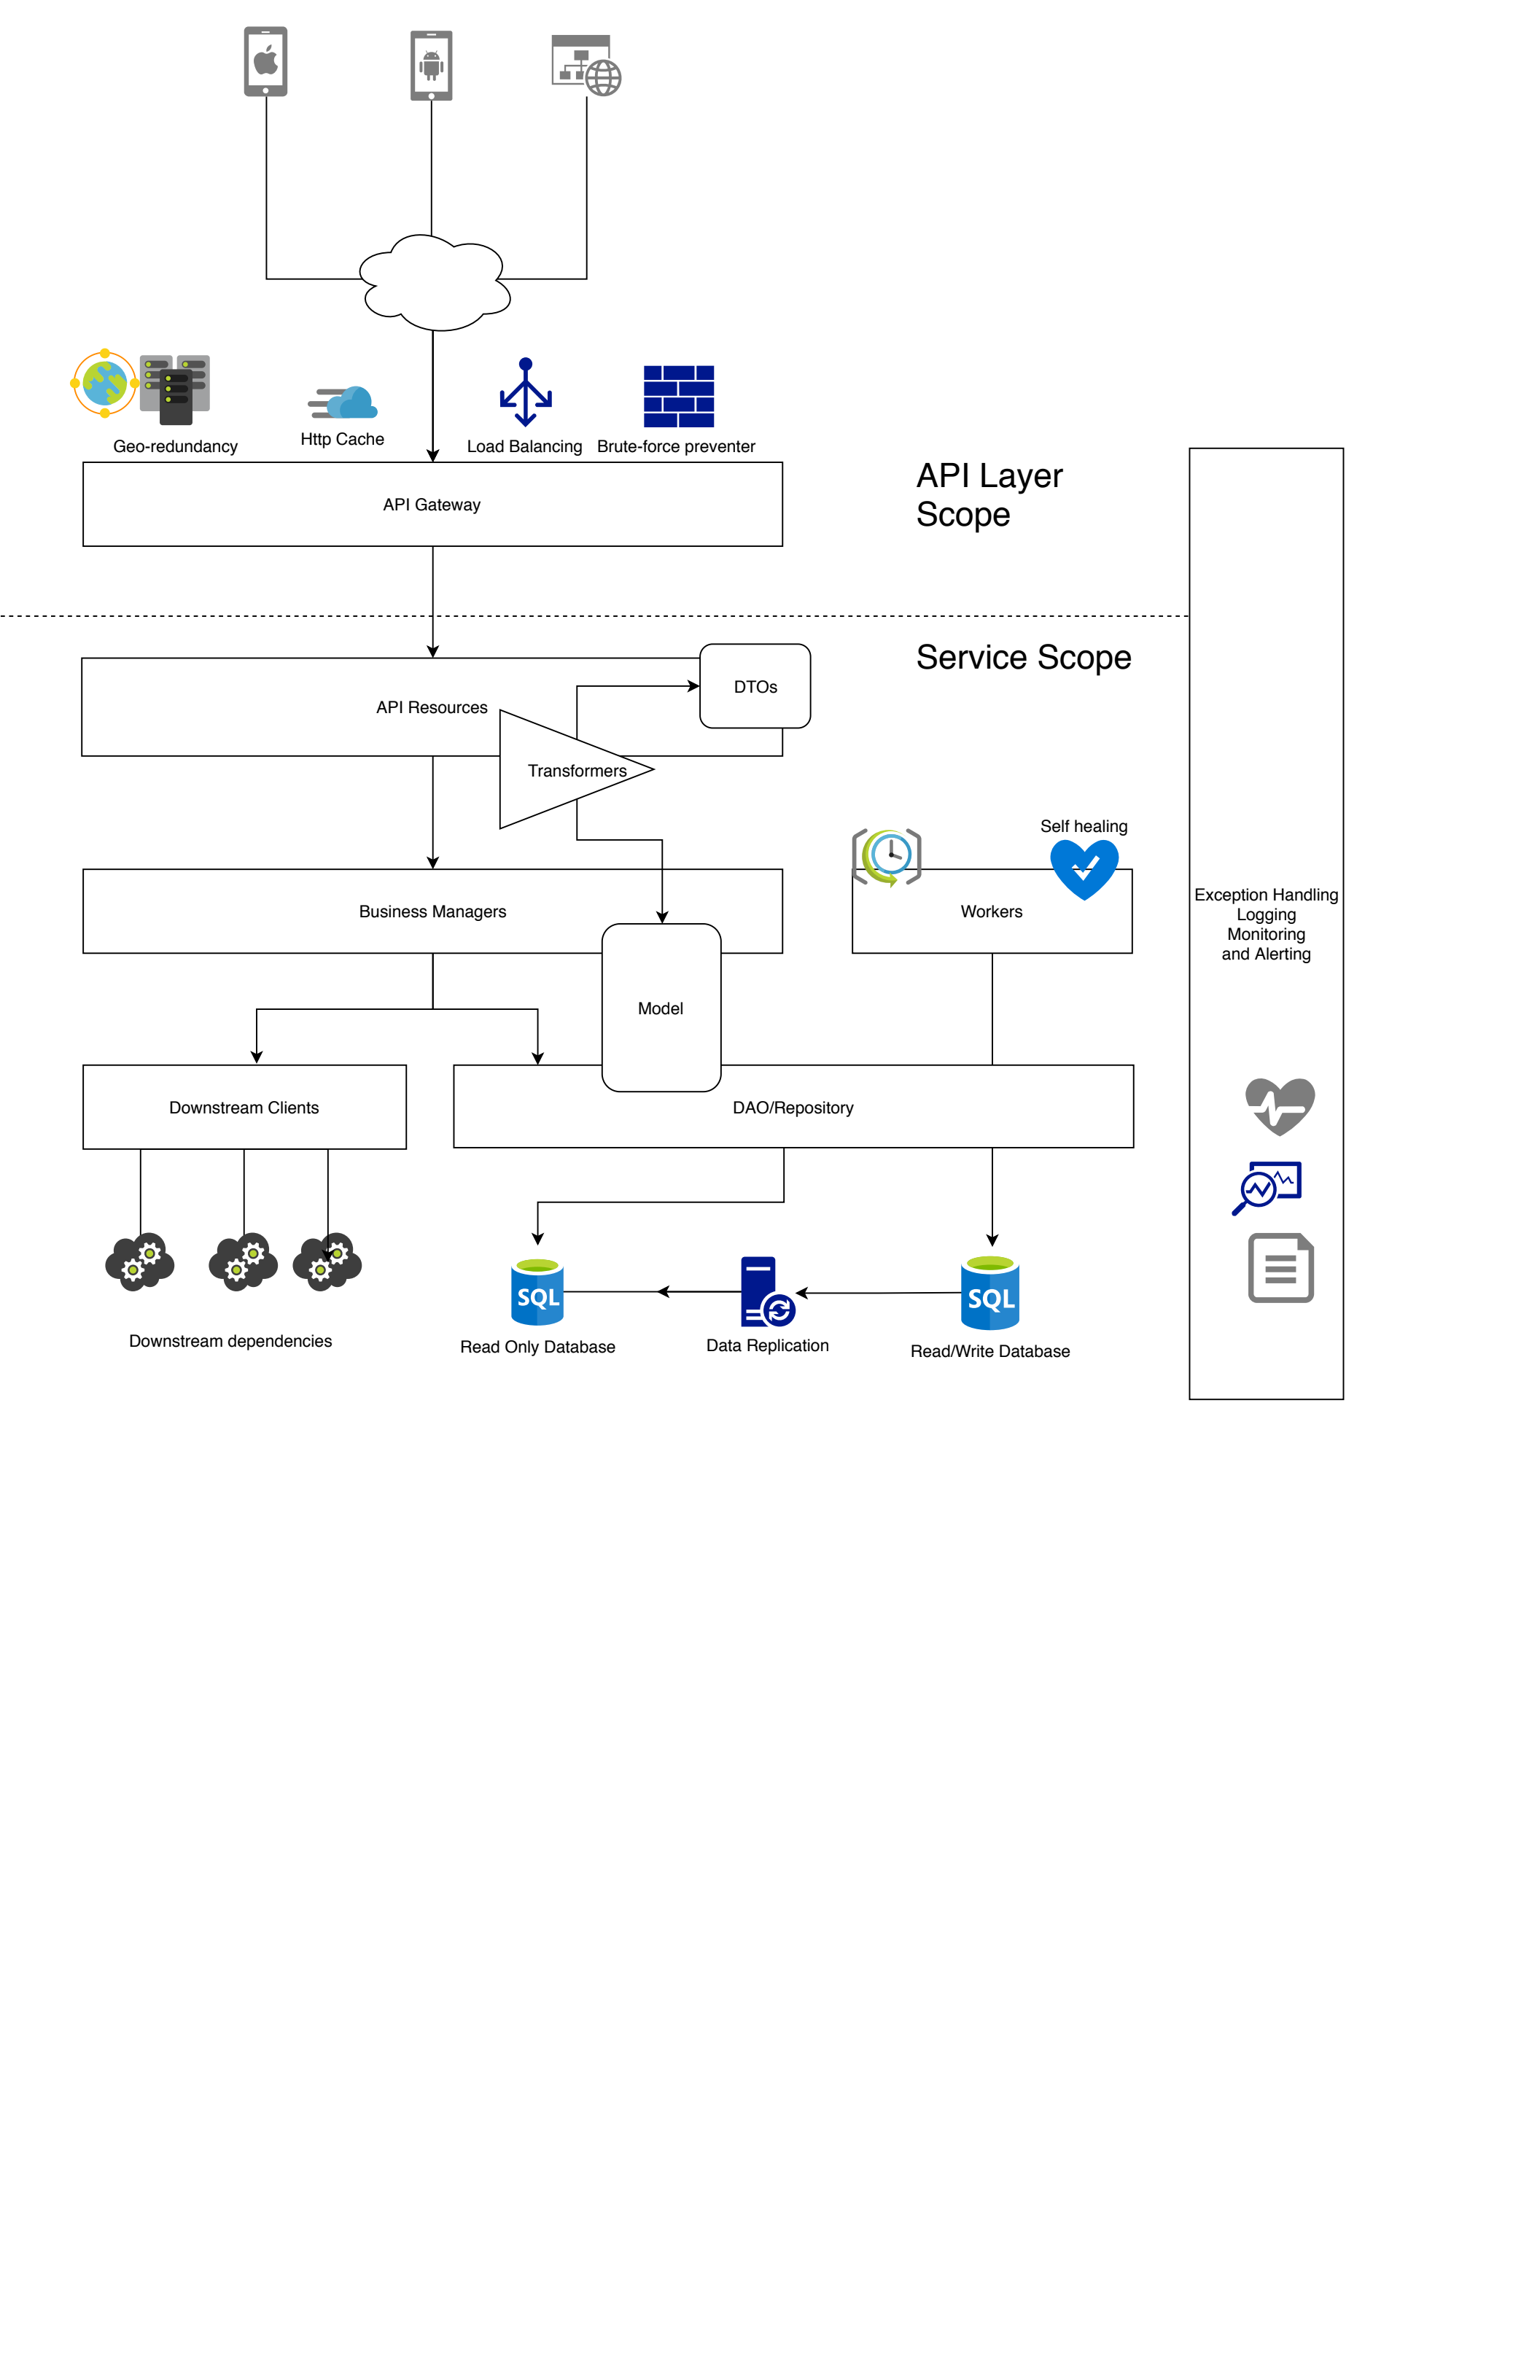 Geo-redundancy
Http Cache
Load Balancing
Brute-force preventer
API Gateway
API Layer
Scope
Service Scope
API Resources
DTOs
Transformers
Self healing
Business Managers
Workers
Exception Handling
Logging
Monitoring
and Alerting
Model
Downstream Clients
DAO/Repository
SQL
SQL
Downstream dependencies
Read Only Database
Data Replication
Read/Write Database